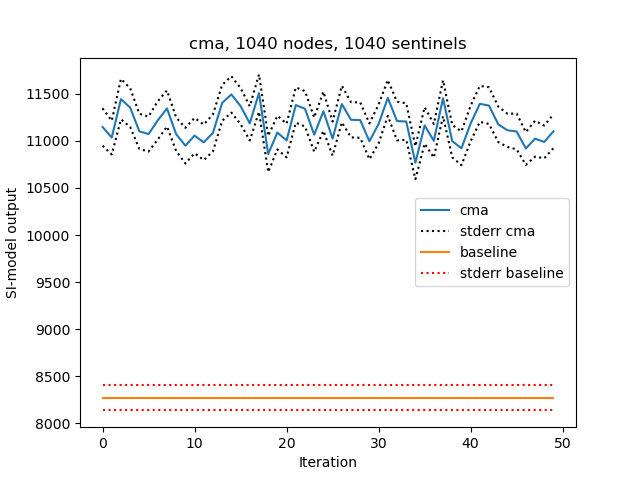 cma, 1040 nodes, 1040 sentinels
SI-model output
11500
11000
10500
10000
9500
9000
8500
8000
cma
stderr cma
baseline
stderr baseline
0 10 20 30 40 50
Iteration